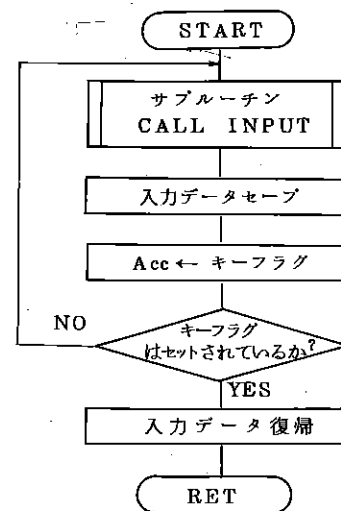 START
サブルーチン
CALL INPUT
入力データセーブ
Acc ← キーフラグ
キーフラグ
はセットされているか?
NO
YES
入力データ復帰
RET